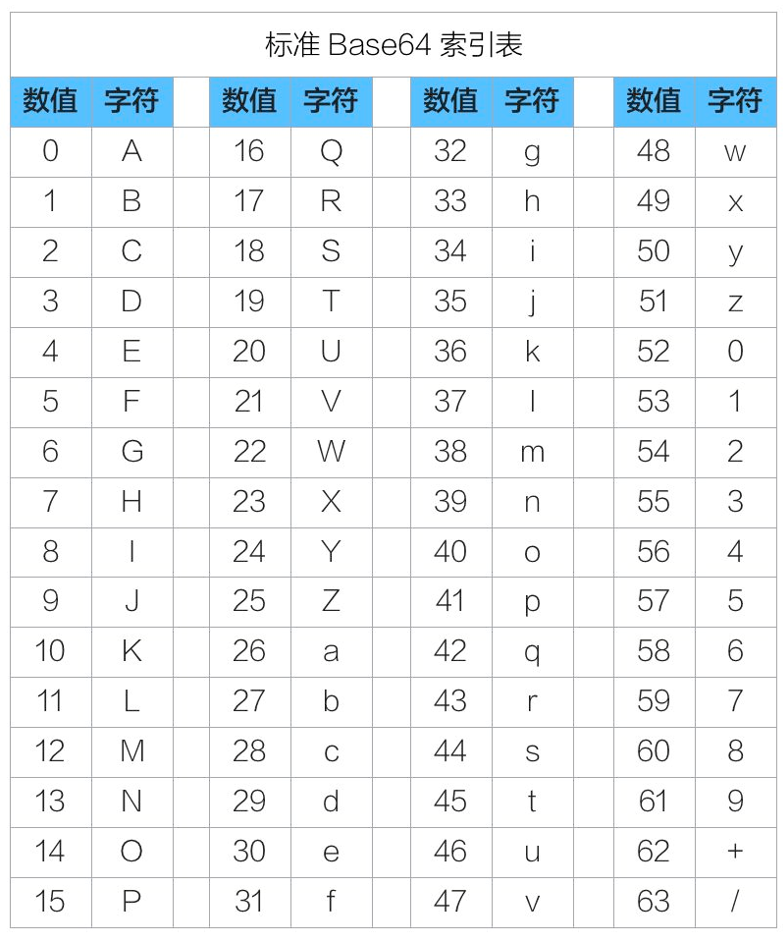 标准 Base64 索引表
数值 字符 数值 字符 数值 字符 数值 字符
0 A 16 Q 32 g 48 w
1 B 17 R 33 h 49 x
2 C 18 S 34 i 50 y
3 D 19 T 35 j 51 z
4 E 20 U 36 k 52 0
5 F 21 V 37 l 53 1
6 G 22 W 38 m 54 2
7 H 23 X 39 n 55 3
8 I 24 Y 40 o 56 4
9 J 25 Z 41 p 57 5
10 K 26 a 42 q 58 6
11 L 27 b 43 r 59 7
12 M 28 c 44 s 60 8
13 N 29 d 45 t 61 9
14 O 30 e 46 u 62 +
15 P 31 f 47 v 63 /